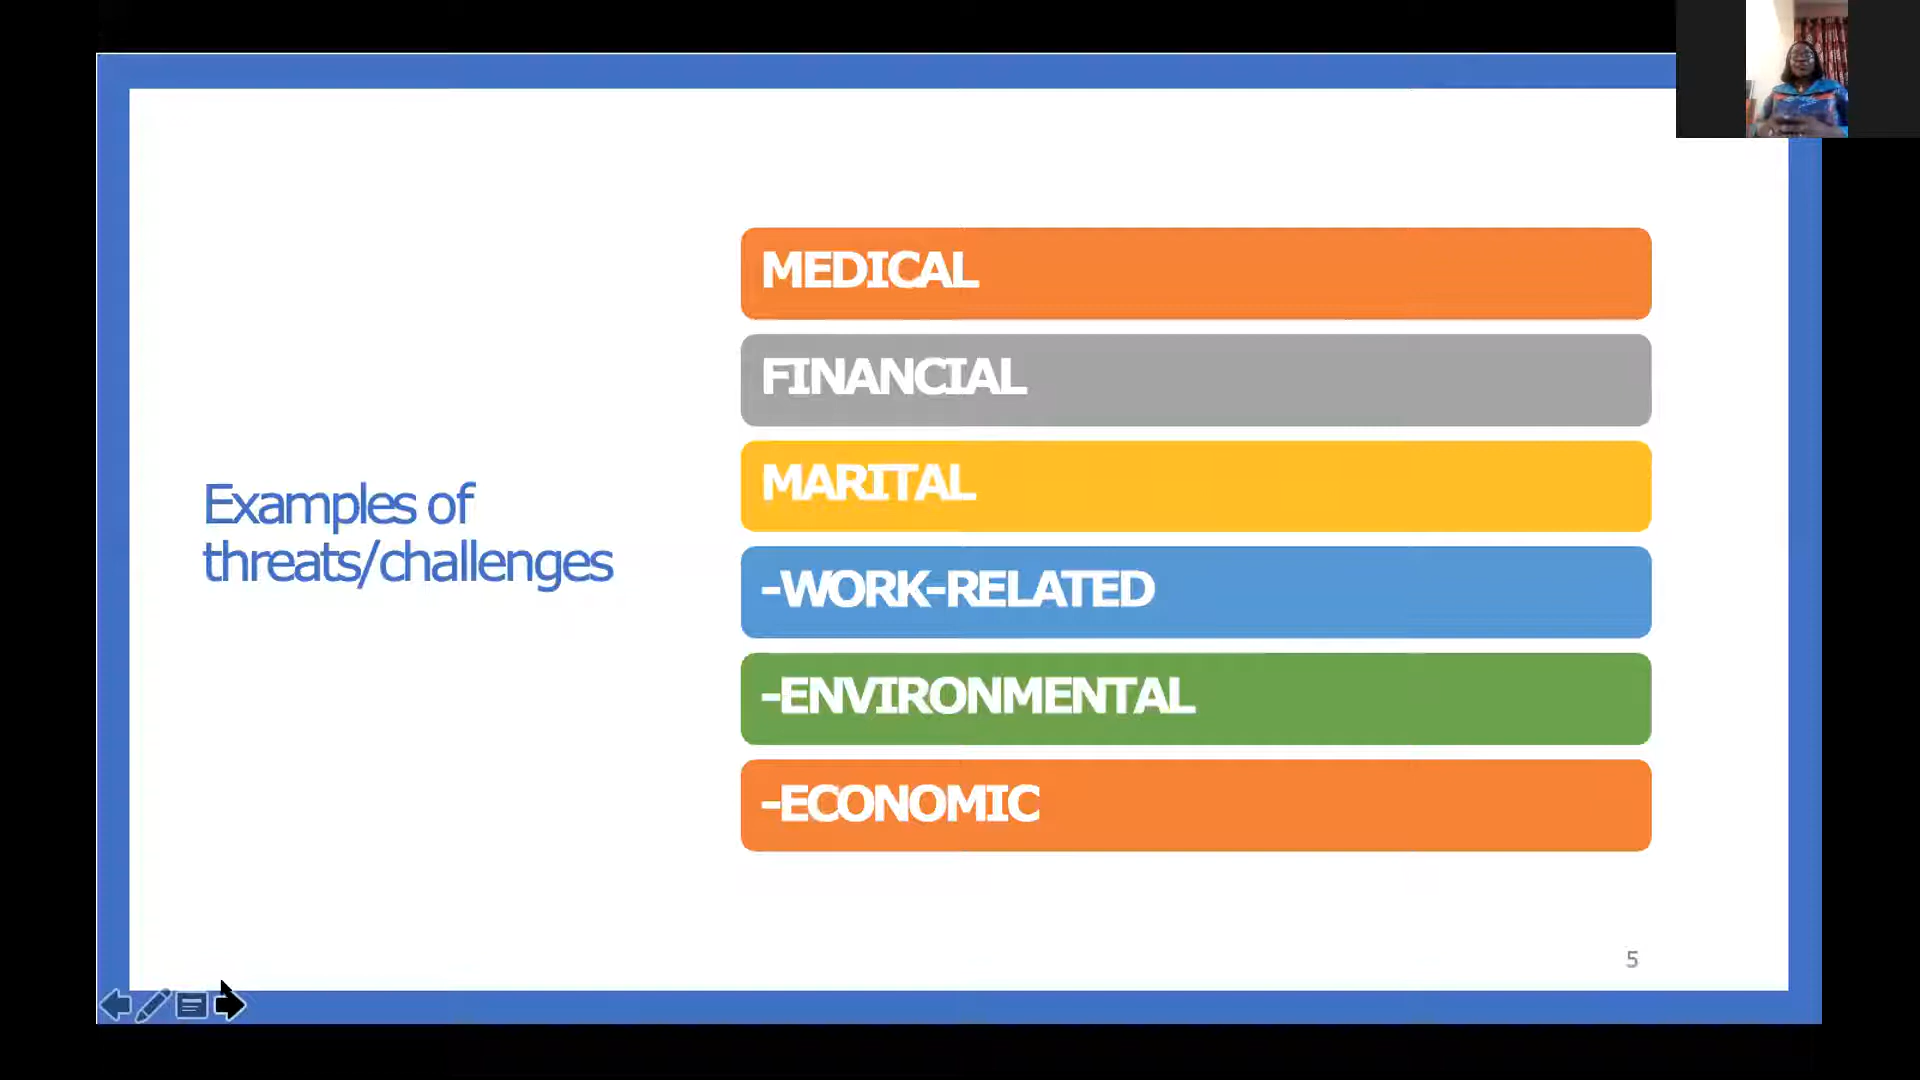 Examples of
threats/challenges
MEDICAL
FINANCIAL
MARITAL
-WORK-RELATED
-ENVIRONMENTAL
-ECONOMIC
5